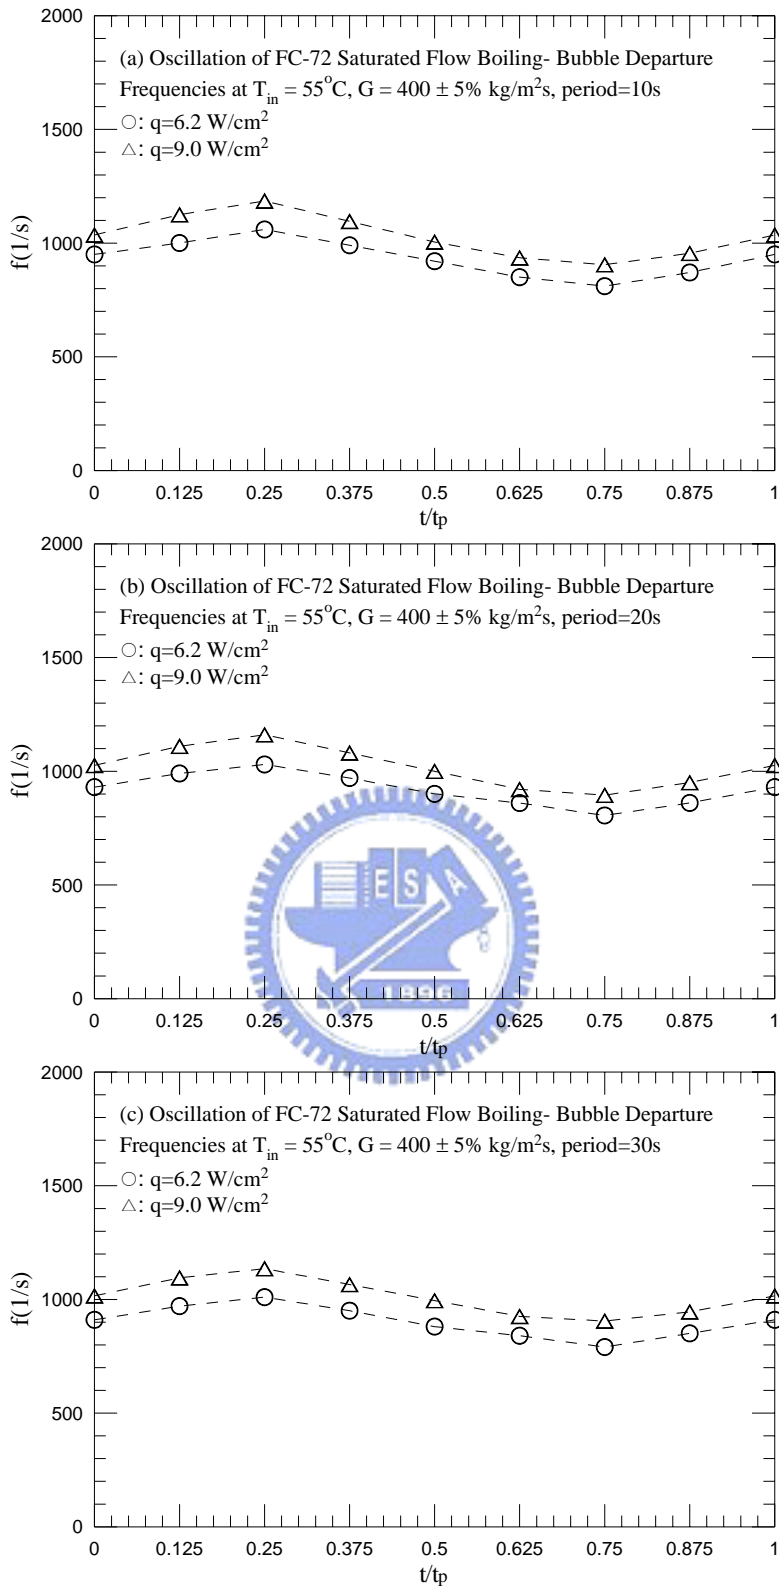 2000
(a) Oscillation of FC-72 Saturated Flow Boiling- Bubble Departure
Frequencies at T_in = 55°C, G = 400 ± 5% kg/m²s, period=10s
○: q=6.2 W/cm²
△: q=9.0 W/cm²
1500
1000
500
0
f(1/s)
0 0.125 0.25 0.375 0.5 0.625 0.75 0.875 1
t/tp
2000
(b) Oscillation of FC-72 Saturated Flow Boiling- Bubble Departure
Frequencies at T_in = 55°C, G = 400 ± 5% kg/m²s, period=20s
○: q=6.2 W/cm²
△: q=9.0 W/cm²
1500
1000
500
0
f(1/s)
E S A
1896
0 0.125 0.25 0.375 0.5 0.625 0.75 0.875 1
t/tp
2000
(c) Oscillation of FC-72 Saturated Flow Boiling- Bubble Departure
Frequencies at T_in = 55°C, G = 400 ± 5% kg/m²s, period=30s
○: q=6.2 W/cm²
△: q=9.0 W/cm²
1500
1000
500
0
f(1/s)
0 0.125 0.25 0.375 0.5 0.625 0.75 0.875 1
t/tp